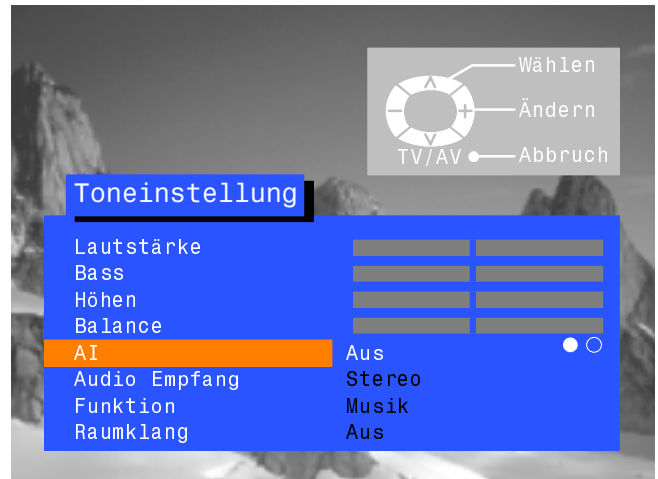 Wählen
Ändern
TV/AV Abbruch
Toneinstellung
Lautstärke
Bass
Höhen
Balance
AI Aus
Audio Empfang Stereo
Funktion Musik
Raumklang Aus